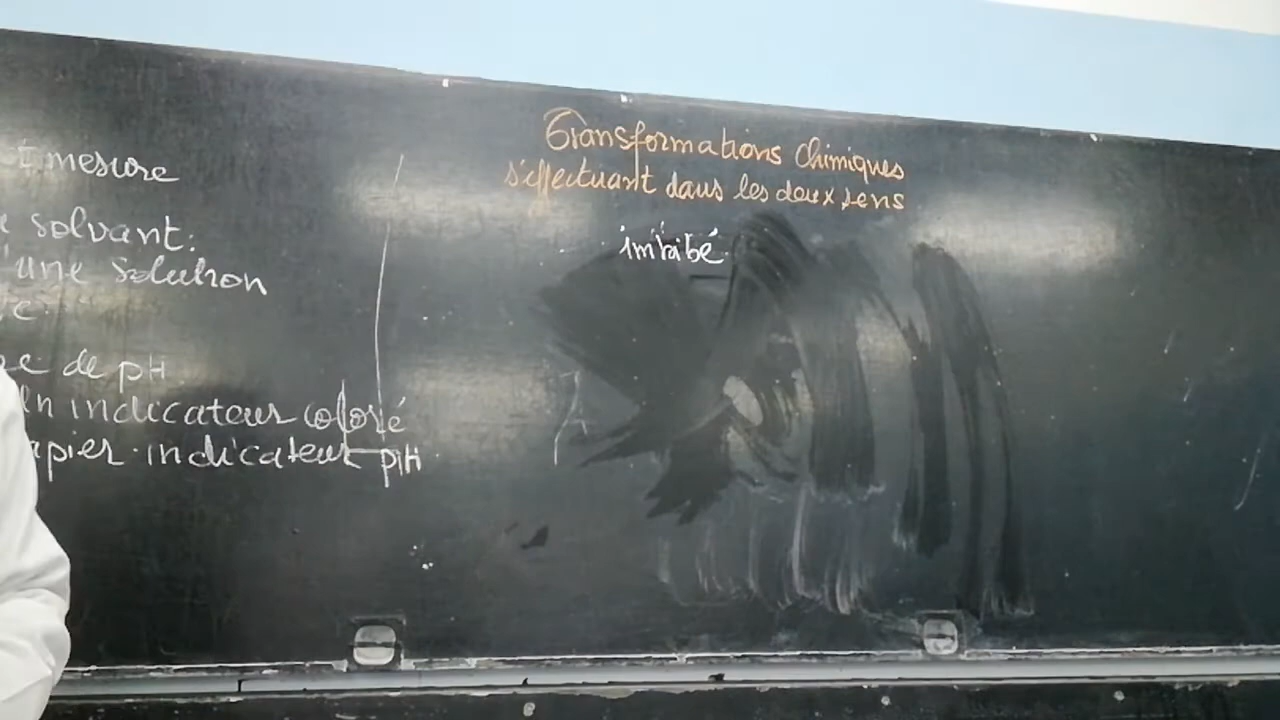 t mesure
solvant:
'une solution
de pH
indicateur coloré
apier indicateur pH
Transformations chimiques
s'effectuant dans les deux sens
imbibé